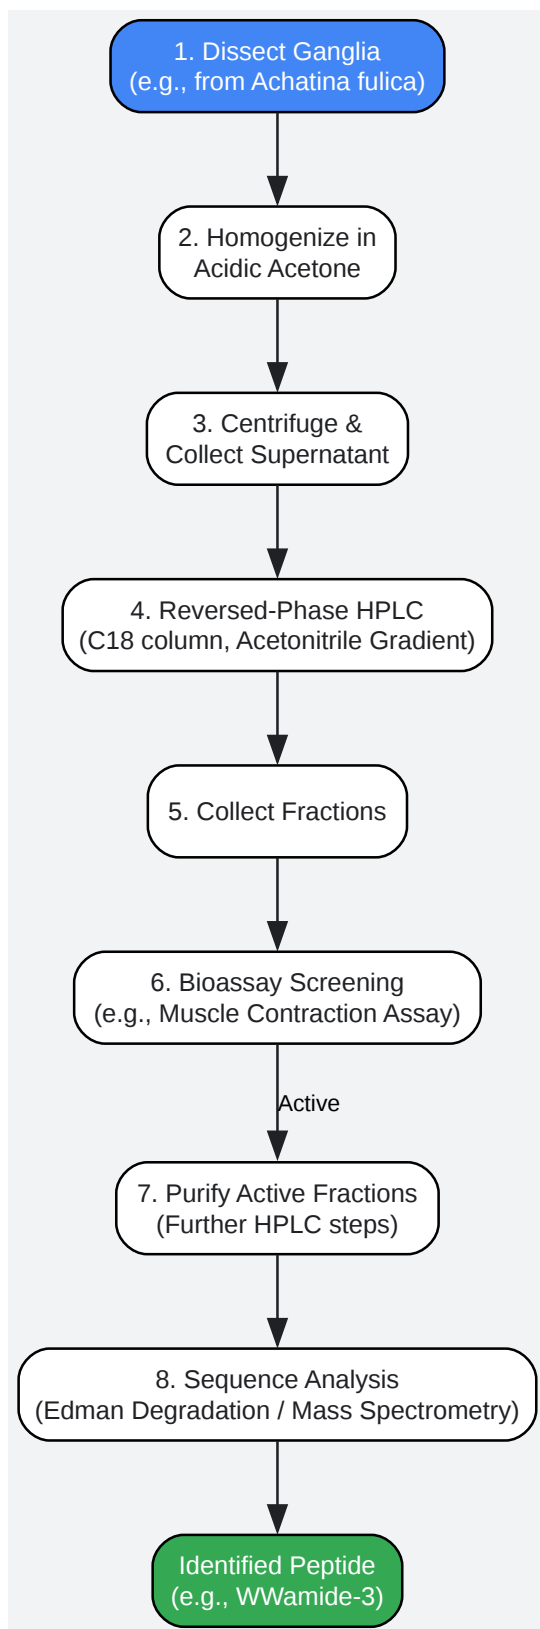 1. Dissect Ganglia
(e.g., from Achatina fulica)
2. Homogenize in
Acidic Acetone
3. Centrifuge &
Collect Supernatant
4. Reversed-Phase HPLC
(C18 column, Acetonitrile Gradient)
5. Collect Fractions
6. Bioassay Screening
(e.g., Muscle Contraction Assay)
Active
7. Purify Active Fractions
(Further HPLC steps)
8. Sequence Analysis
(Edman Degradation / Mass Spectrometry)
Identified Peptide
(e.g., WWamide-3)